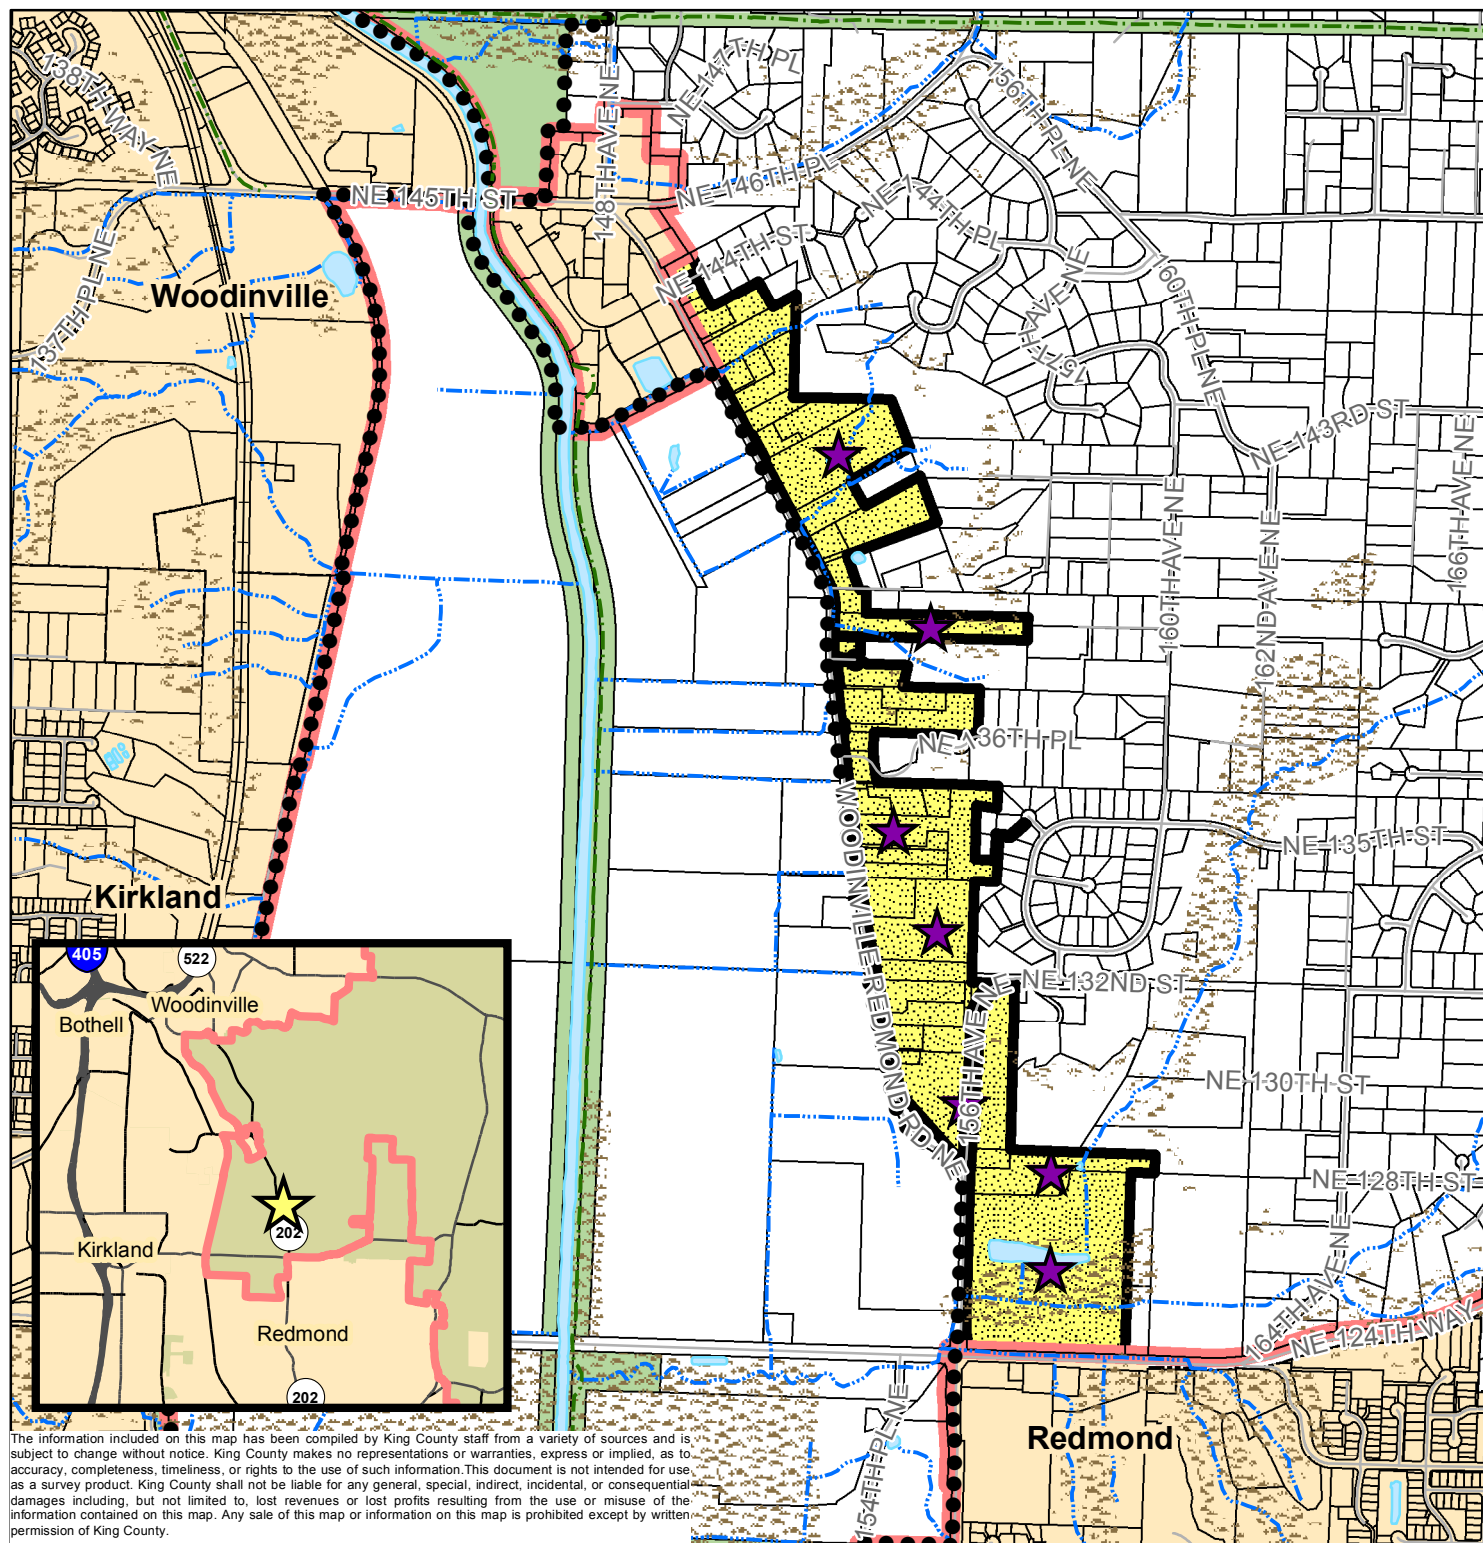 138TH WAY NE
NE 147TH PL
148TH AVE NE
156TH PL NE
NE 145TH ST
NE 146TH PL
NE 144TH PL
NE 144TH ST
137TH PL NE
Woodinville
157TH AVE NE
160TH PL NE
NE 143RD ST
166TH AVE NE
160TH AVE NE
162ND AVE NE
NE 136TH PL
WOODINVILLE REDMOND RD NE
NE 135TH ST
Kirkland
NE 132ND ST
156TH AVE NE
NE 130TH ST
NE 128TH ST
164TH AVE NE
NE 124TH WAY
154TH PL NE
Redmond
405
522
Woodinville
Bothell
202
Kirkland
Redmond
202
The information included on this map has been compiled by King County staff from a variety of sources and is
subject to change without notice. King County makes no representations or warranties, express or implied, as to
accuracy, completeness, timeliness, or rights to the use of such information.This document is not intended for use
as a survey product. King County shall not be liable for any general, special, indirect, incidental, or consequential
damages including, but not limited to, lost revenues or lost profits resulting from the use or misuse of the
information contained on this map. Any sale of this map or information on this map is prohibited except by written
permission of King County.